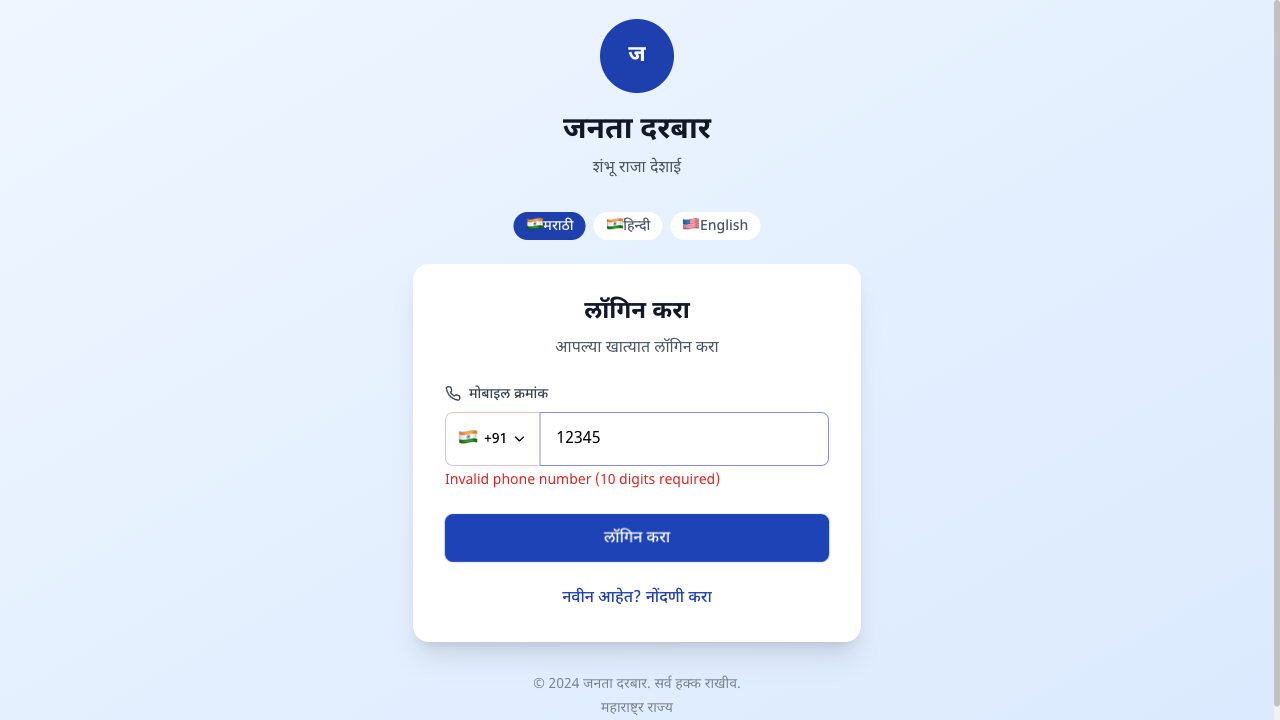 ज
जनता दरबार
शंभू राजा देशाई
मराठी हिन्दी English
लॉगिन करा
आपल्या खात्यात लॉगिन करा
मोबाइल क्रमांक
+91 12345
Invalid phone number (10 digits required)
लॉगिन करा
नवीन आहेत? नोंदणी करा
© 2024 जनता दरबार. सर्व हक्क राखीव.
महाराष्ट्र राज्य